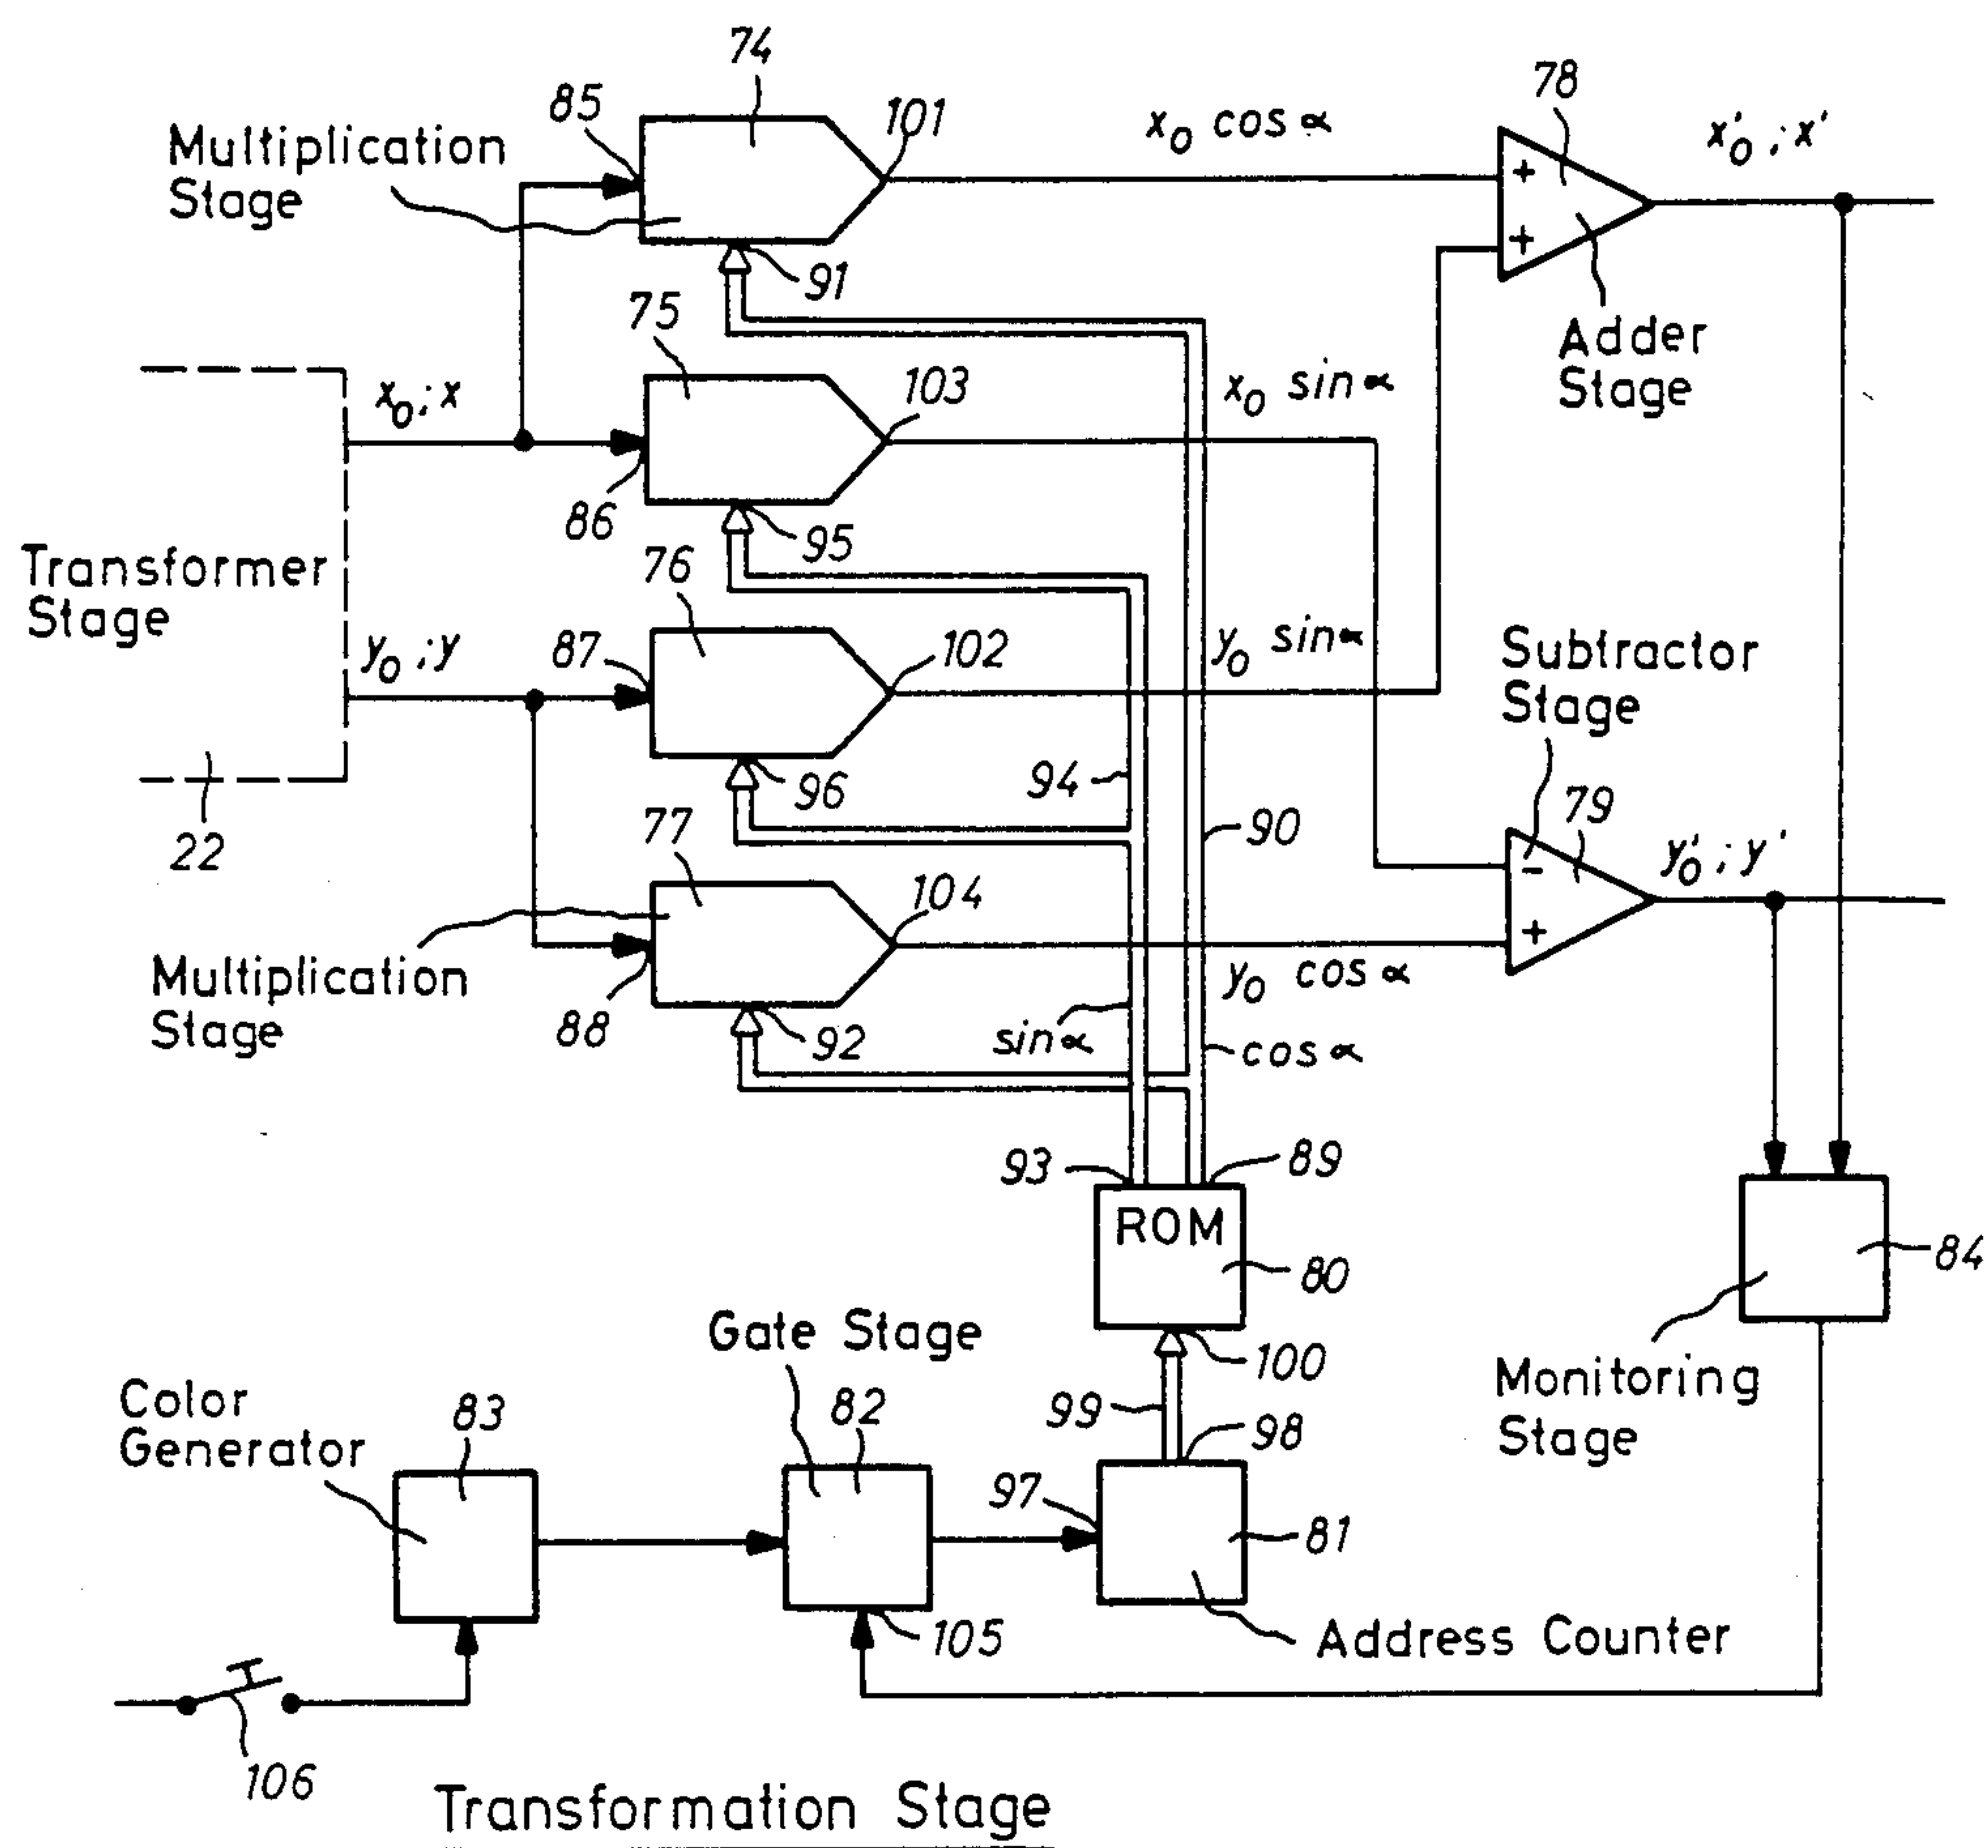 74
85
101
78
Multiplication
Stage
x₀ cos α
x₀' ; x'
+
+
91
75
Adder
Stage
x₀ ; x
103
x₀ sin α
86
95
Transformer
Stage
76
y₀ ; y
87
102
y₀ sin α
Subtractor
Stage
96
94
79
22
77
90
y₀' ; y'
-
+
104
Multiplication
Stage
y₀ cos α
88
92
sin α
cos α
93
89
ROM
80
84
Gate Stage
100
Monitoring
Stage
Color
Generator
83
82
99
98
97
81
105
Address Counter
106
Transformation Stage